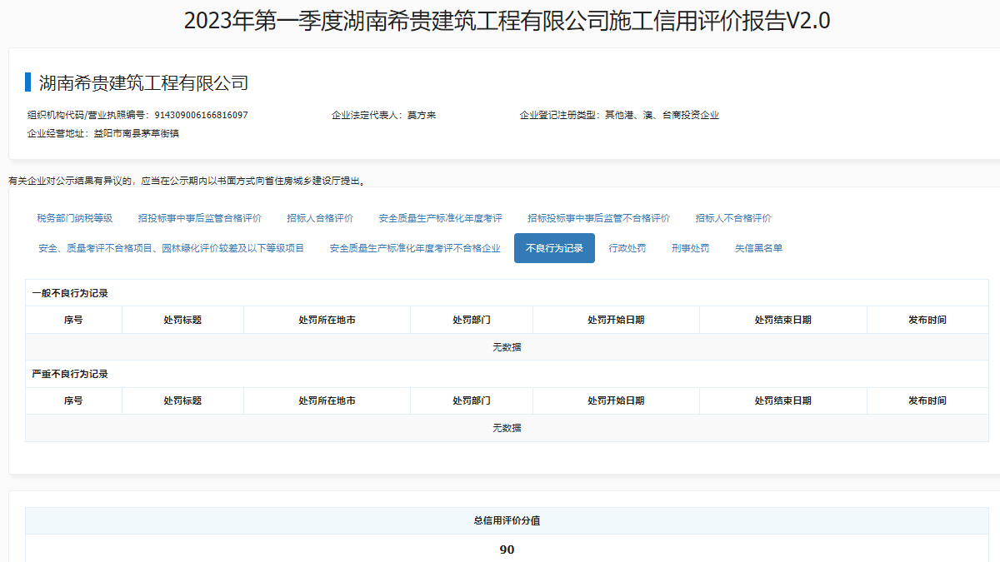 2023年第一季度湖南希贵建筑工程有限公司施工信用评价报告V2.0
湖南希贵建筑工程有限公司
组织机构代码/营业执照编号：914309006166816097 企业法定代表人：莫方来 企业登记注册类型：其他港、澳、台商投资企业
企业经营地址：益阳市南县茅草街镇
有关企业对公示结果有异议的，应当在公示期内以书面方式向省住房城乡建设厅提出。
税务部门纳税等级 招投标事中事后监管合格评价 招标人合格评价 安全质量生产标准化年度考评 招标投标事中事后监管不合格评价 招标人不合格评价
安全、质量考评不合格项目、园林绿化评价较差及以下等级项目 安全质量生产标准化年度考评不合格企业 不良行为记录 行政处罚 刑事处罚 失信黑名单
一般不良行为记录
序号 处罚标题 处罚所在地市 处罚部门 处罚开始日期 处罚结束日期 发布时间
无数据
严重不良行为记录
序号 处罚标题 处罚所在地市 处罚部门 处罚开始日期 处罚结束日期 发布时间
无数据
总信用评价分值
90